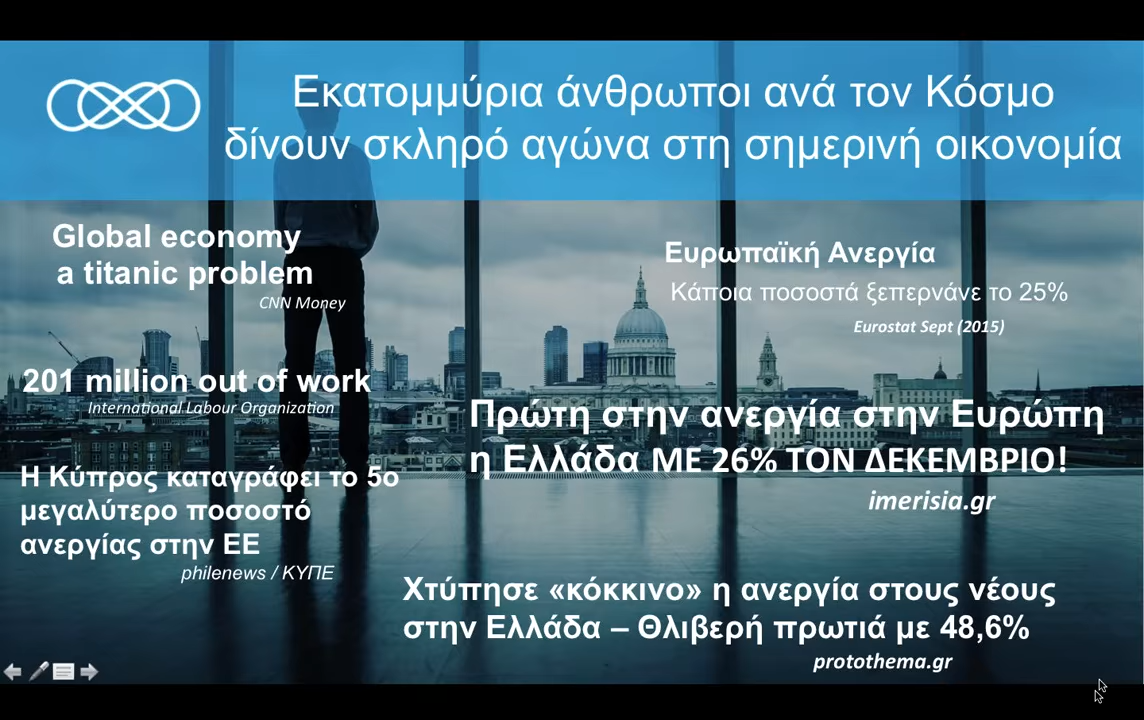 Εκατομμύρια άνθρωποι ανά τον Κόσμο
δίνουν σκληρό αγώνα στη σημερινή οικονομία
Global economy
a titanic problem
CNN Money
201 million out of work
International Labour Organization
Η Κύπρος καταγράφει το 5ο
μεγαλύτερο ποσοστό
ανεργίας στην ΕΕ
philenews / ΚΥΠΕ
Ευρωπαϊκή Ανεργία
Κάποια ποσοστά ξεπερνάνε το 25%
Eurostat Sept (2015)
Πρώτη στην ανεργία στην Ευρώπη
η Ελλάδα ΜΕ 26% ΤΟΝ ΔΕΚΕΜΒΡΙΟ!
imerisia.gr
Χτύπησε «κόκκινο» η ανεργία στους νέους
στην Ελλάδα – Θλιβερή πρωτιά με 48,6%
protothema.gr